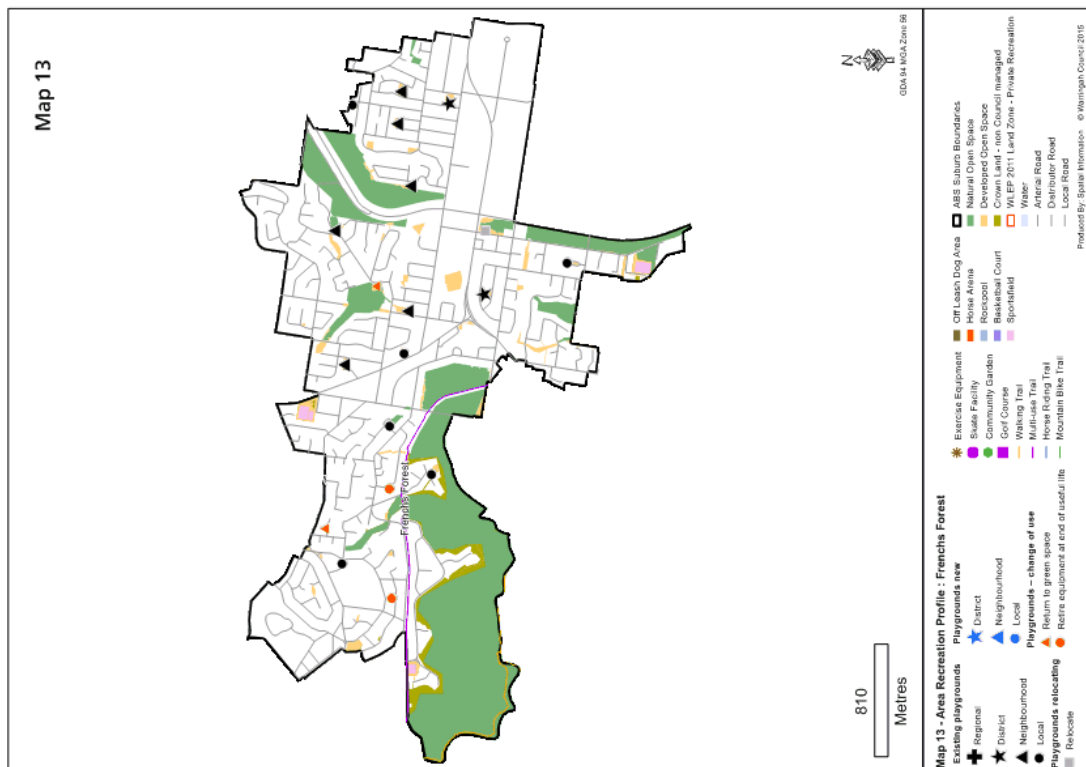 Map 13
N
GDA 94 MGA Zone 56
Frenchs Forest
810
Metres
Map 13 - Area Recreation Profile : Frenchs Forest
Existing playgrounds
Regional
District
Neighbourhood
Local
Playgrounds relocating
Relocate
Playgrounds new
District
Neighbourhood
Local
Playgrounds – change of use
Return to green space
Retire equipment at end of useful life
Exercise Equipment
Skate Facility
Community Garden
Golf Course
Walking Trail
Multi-use Trail
Horse Riding Trail
Mountain Bike Trail
Off Leash Dog Area
Horse Arena
Rockpool
Basketball Court
Sportsfield
ABS Suburb Boundaries
Natural Open Space
Developed Open Space
Crown Land - non Council managed
WLEP 2011 Land Zone - Private Recreation
Water
Arterial Road
Distributor Road
Local Road
Produced By: Spatial Information © Warringah Council 2015